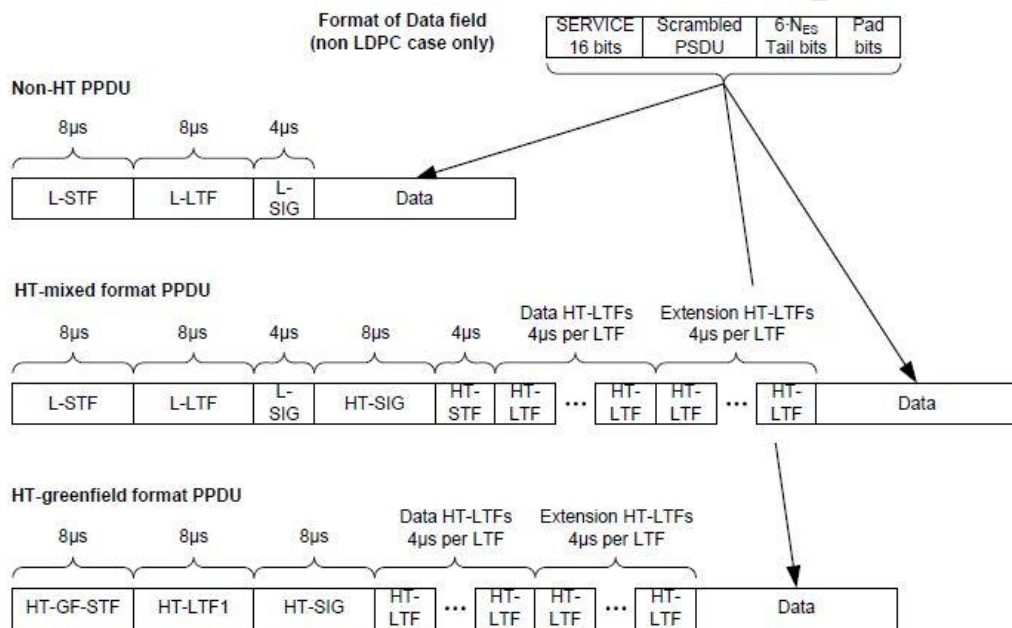 Format of Data field
(non LDPC case only)
SERVICE
16 bits
Scrambled
PSDU
6·NES
Tail bits
Pad
bits
Non-HT PPDU
8µs
8µs
4µs
L-STF
L-LTF
L-
SIG
Data
HT-mixed format PPDU
Data HT-LTFs
4µs per LTF
Extension HT-LTFs
4µs per LTF
8µs
8µs
4µs
8µs
4µs
L-STF
L-LTF
L-
SIG
HT-SIG
HT-
STF
HT-
LTF
...
HT-
LTF
HT-
LTF
...
HT-
LTF
Data
HT-greenfield format PPDU
Data HT-LTFs
4µs per LTF
Extension HT-LTFs
4µs per LTF
8µs
8µs
8µs
HT-GF-STF
HT-LTF1
HT-SIG
HT-
LTF
...
HT-
LTF
HT-
LTF
...
HT-
LTF
Data